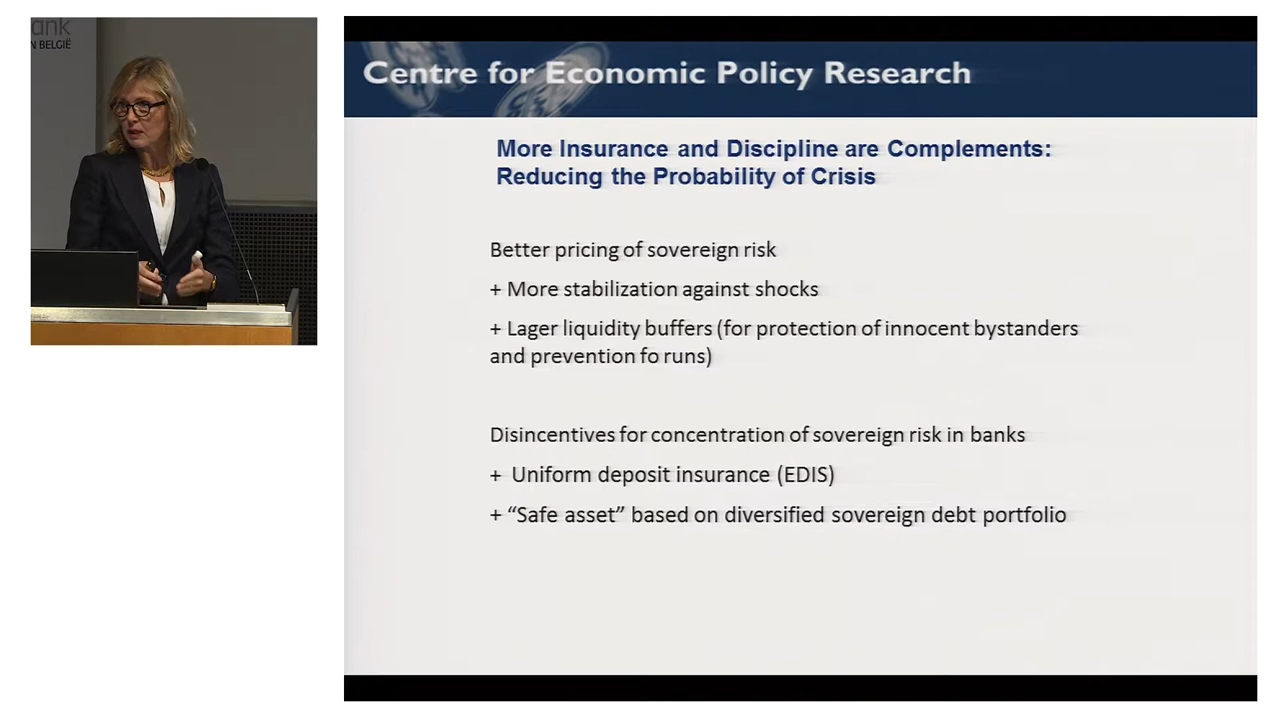 ank
N BELGIË
Centre for Economic Policy Research
More Insurance and Discipline are Complements:
Reducing the Probability of Crisis
Better pricing of sovereign risk
+ More stabilization against shocks
+ Lager liquidity buffers (for protection of innocent bystanders
and prevention fo runs)
Disincentives for concentration of sovereign risk in banks
+ Uniform deposit insurance (EDIS)
+ “Safe asset” based on diversified sovereign debt portfolio